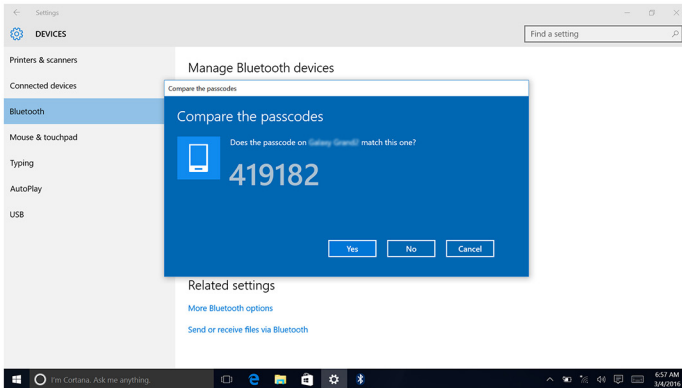 Settings
DEVICES
Find a setting
Printers & scanners
Connected devices
Bluetooth
Mouse & touchpad
Typing
AutoPlay
USB
Manage Bluetooth devices
Compare the passcodes
Compare the passcodes
Does the passcode on match this one?
419182
Yes No Cancel
Related settings
More Bluetooth options
Send or receive files via Bluetooth
I'm Cortana. Ask me anything.
6:57 AM
3/4/2016